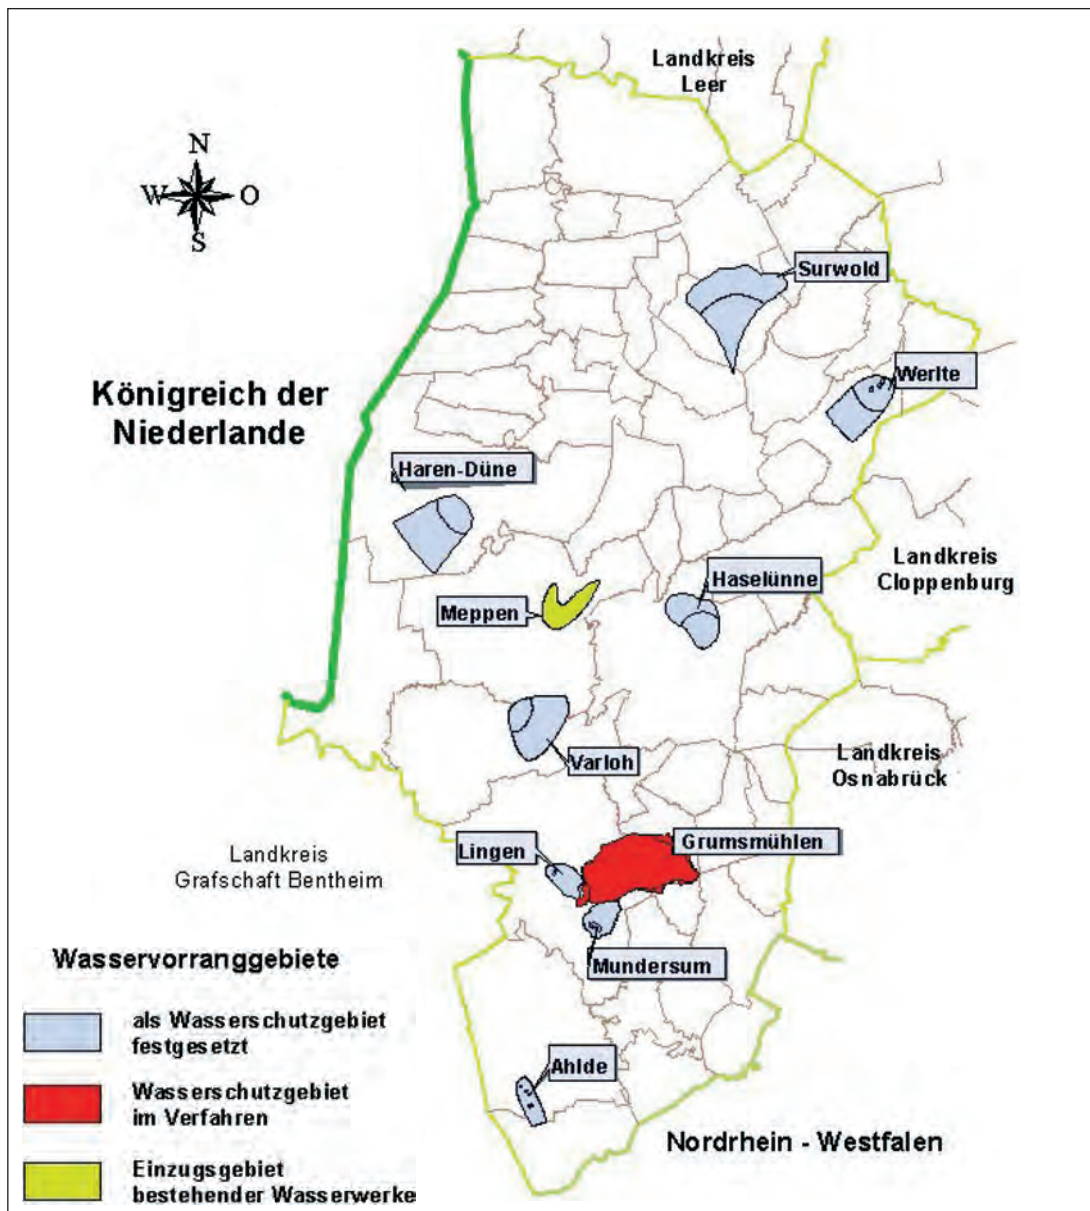 Landkreis
Leer
N
W
O
S
Surwold
Werlte
Königreich der
Niederlande
Haren-Düne
Landkreis
Cloppenburg
Haselünne
Meppen
Varloh
Landkreis
Osnabrück
Grumsmühlen
Lingen
Landkreis
Grafschaft Bentheim
Mundersum
Wasservorranggebiete
als Wasserschutzgebiet
festgesetzt
Wasserschutzgebiet
im Verfahren
Einzugsgebiet
bestehender Wasserwerke
Ahlde
Nordrhein - Westfalen